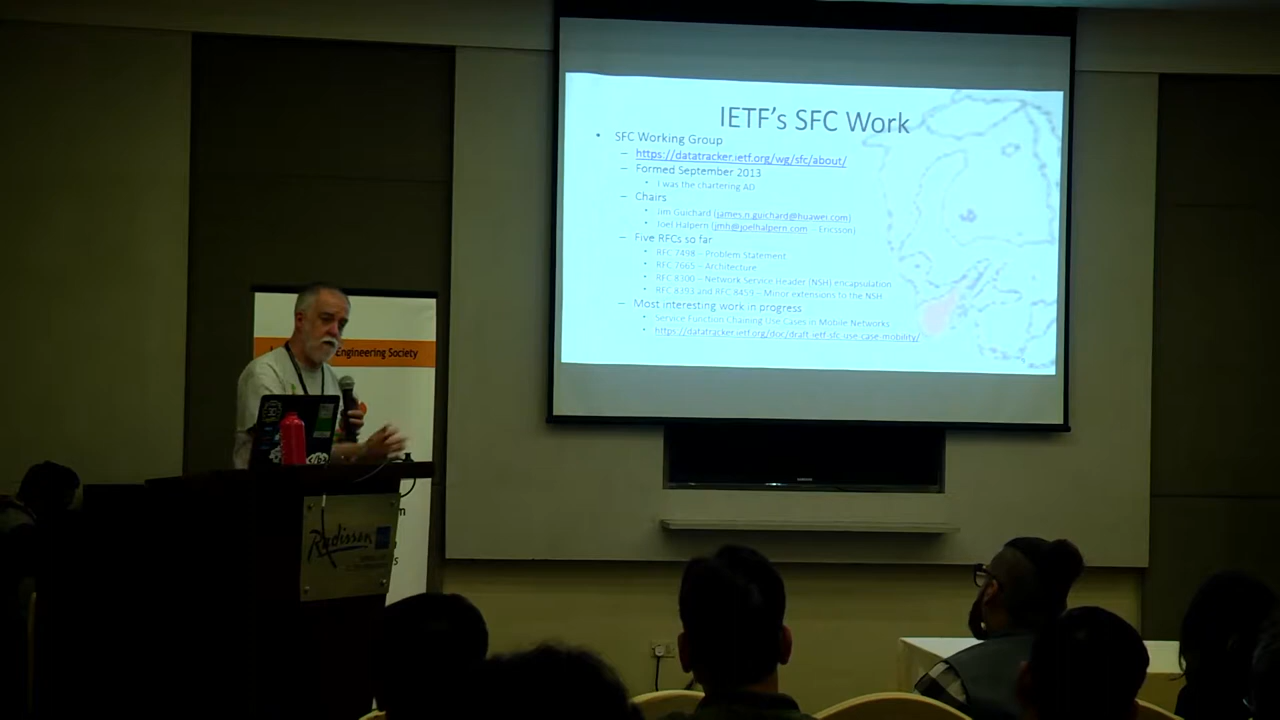 IETF's SFC Work
• SFC Working Group
– https://datatracker.ietf.org/wg/sfc/about/
– Formed September 2013
• I was the chartering AD
– Chairs
• Jim Guichard (james.n.guichard@huawei.com)
• Joel Halpern (jmh@joelhalpern.com – Ericsson)
– Five RFCs so far
• RFC 7498 – Problem Statement
• RFC 7665 – Architecture
• RFC 8300 – Network Service Header (NSH) encapsulation
• RFC 8393 and RFC 8459 – Minor extensions to the NSH
– Most interesting work in progress
• Service Function Chaining Use Cases in Mobile Networks
• https://datatracker.ietf.org/doc/draft-ietf-sfc-use-case-mobility/
Engineering Society
SAMSUNG
Radisson